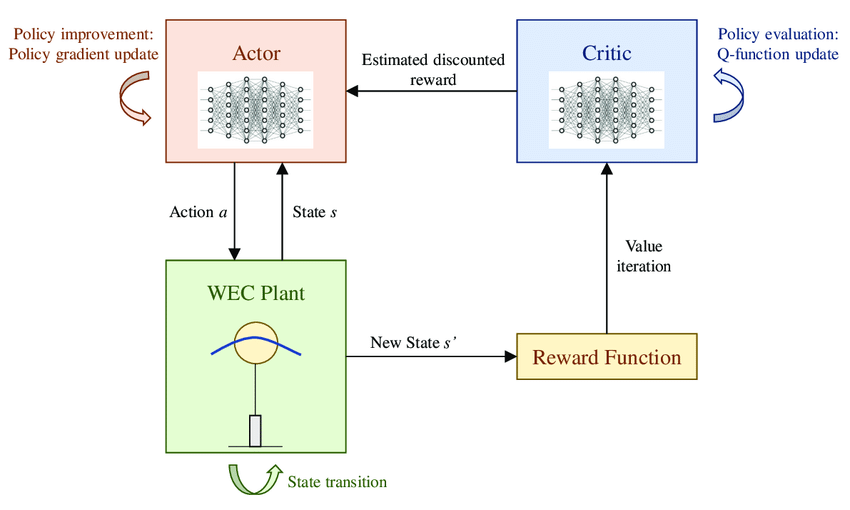 Policy improvement:
Policy gradient update
Actor
Estimated discounted
reward
Critic
Policy evaluation:
Q-function update
Action a
State s
Value
iteration
WEC Plant
New State s’
Reward Function
State transition